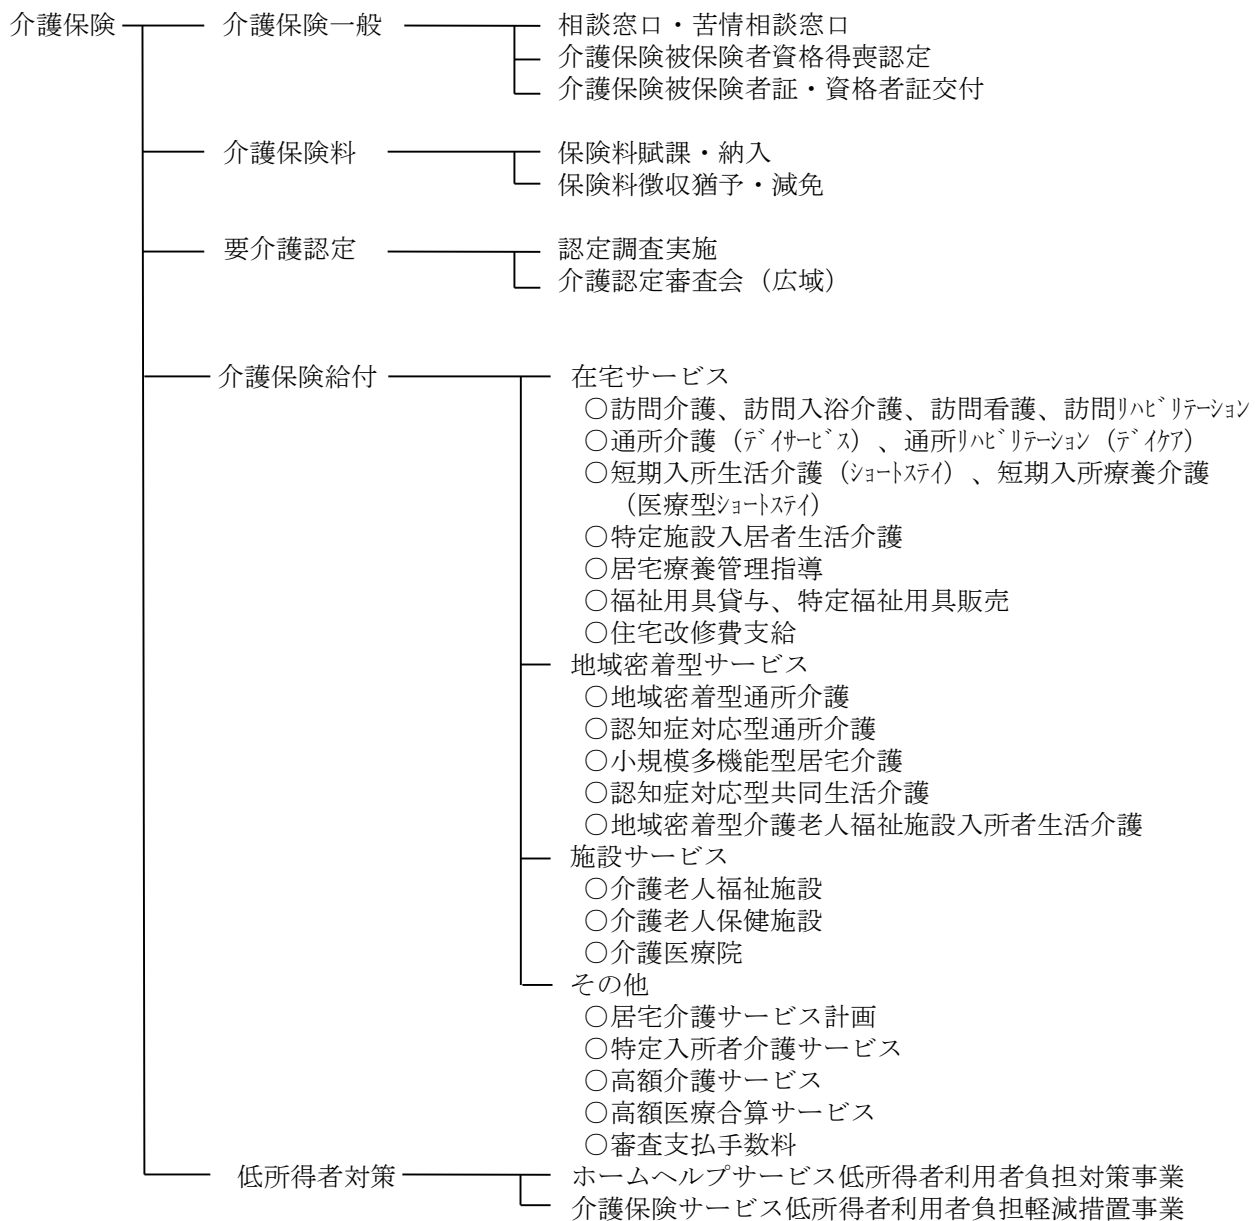 介護保険 介護保険一般 相談窓口・苦情相談窓口
介護保険被保険者資格得喪認定
介護保険被保険者証・資格者証交付
介護保険料 保険料賦課・納入
保険料徴収猶予・減免
要介護認定 認定調査実施
介護認定審査会（広域）
介護保険給付 在宅サービス
○訪問介護、訪問入浴介護、訪問看護、訪問ﾘﾊﾋﾞﾘﾃｰｼｮﾝ
○通所介護（ﾃﾞｲｻｰﾋﾞｽ）、通所ﾘﾊﾋﾞﾘﾃｰｼｮﾝ（ﾃﾞｲｹｱ）
○短期入所生活介護（ｼｮｰﾄｽﾃｲ）、短期入所療養介護
（医療型ｼｮｰﾄｽﾃｲ）
○特定施設入居者生活介護
○居宅療養管理指導
○福祉用具貸与、特定福祉用具販売
○住宅改修費支給
地域密着型サービス
○地域密着型通所介護
○認知症対応型通所介護
○小規模多機能型居宅介護
○認知症対応型共同生活介護
○地域密着型介護老人福祉施設入所者生活介護
施設サービス
○介護老人福祉施設
○介護老人保健施設
○介護医療院
その他
○居宅介護サービス計画
○特定入所者介護サービス
○高額介護サービス
○高額医療合算サービス
○審査支払手数料
低所得者対策 ホームヘルプサービス低所得者利用者負担対策事業
介護保険サービス低所得者利用者負担軽減措置事業